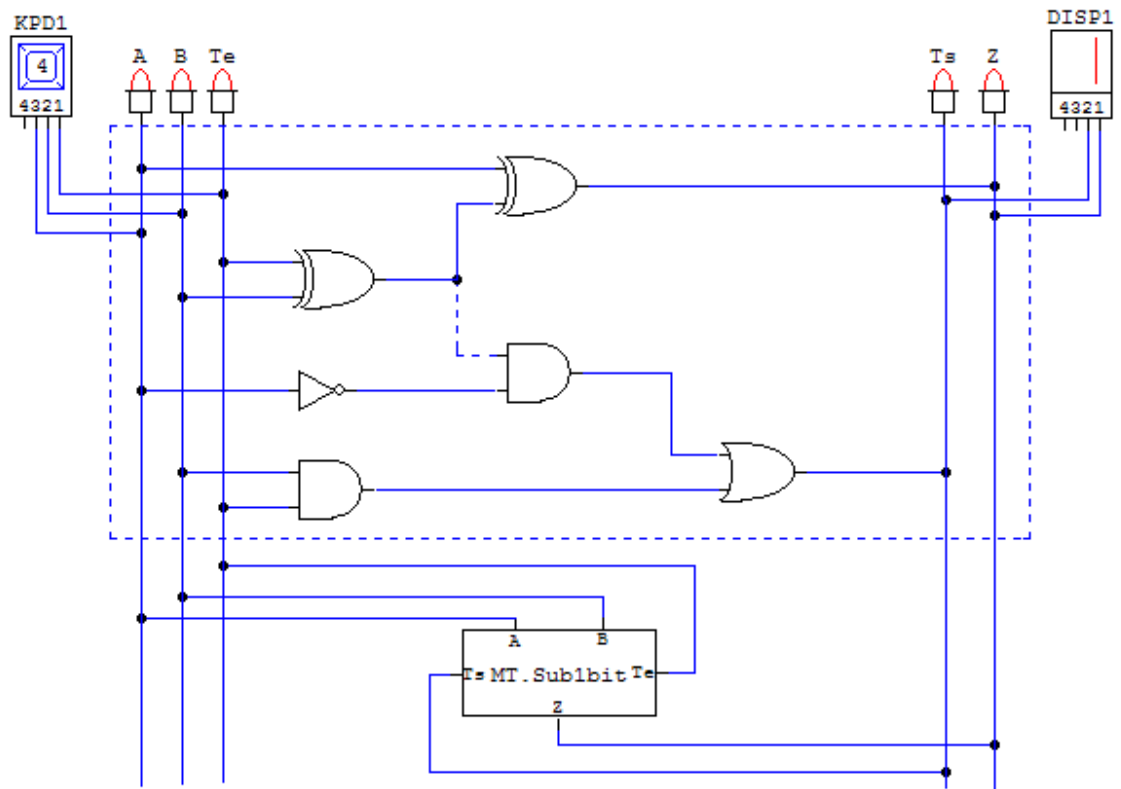 KPD1
DISP1
A B Te
Ts Z
4
4321
4321
A B
Ts MT.Sub1bit Te
Z